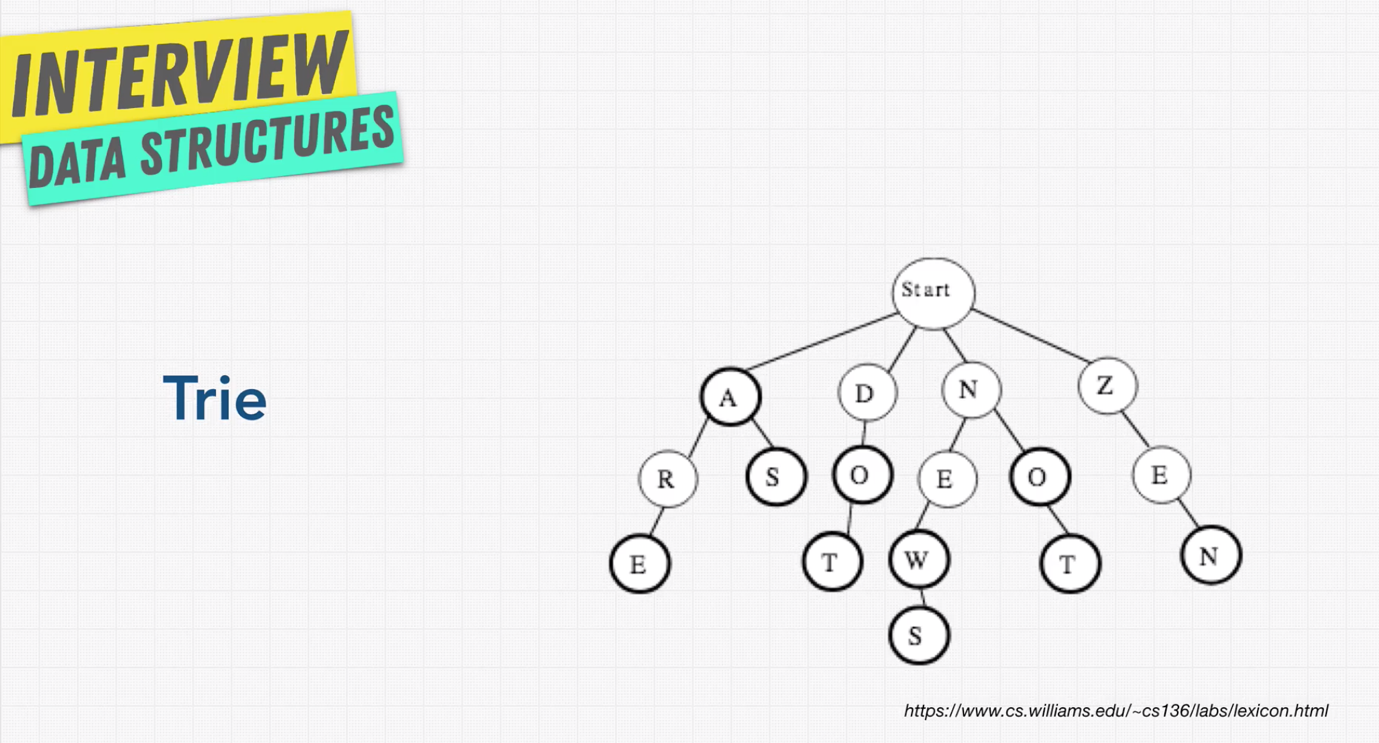 INTERVIEW
DATA STRUCTURES
Trie
Start
A D N Z
R S O E O E
E T W T N
S
https://www.cs.williams.edu/~cs136/labs/lexicon.html